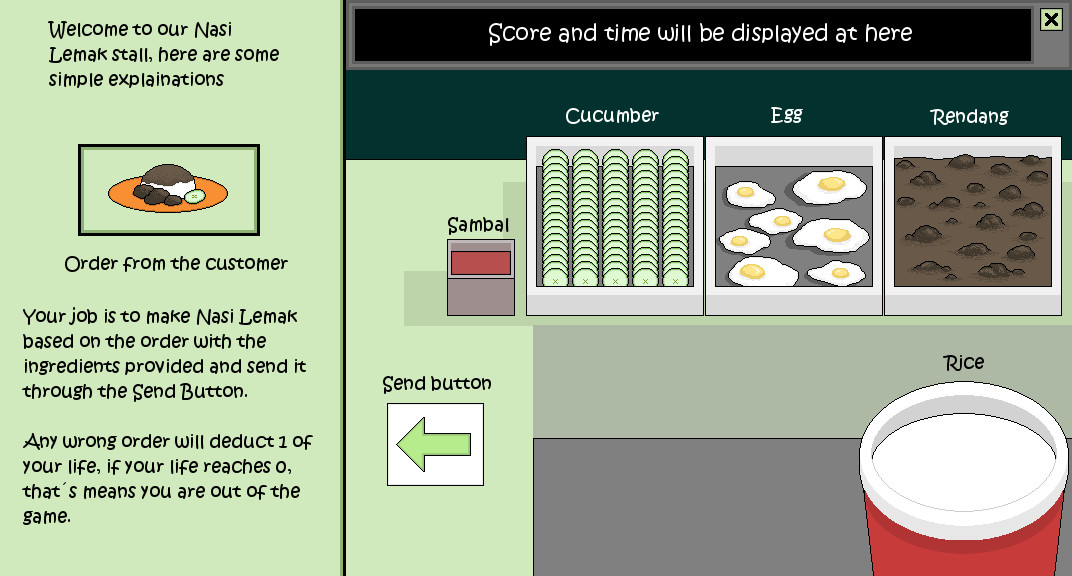 Welcome to our Nasi
Lemak stall, here are some
simple explainations
Order from the customer
Your job is to make Nasi Lemak
based on the order with the
ingredients provided and send it
through the Send Button.
Any wrong order will deduct 1 of
your life, if your life reaches 0,
that´s means you are out of the
game.
Score and time will be displayed at here
Cucumber
Egg
Rendang
Sambal
Send button
Rice